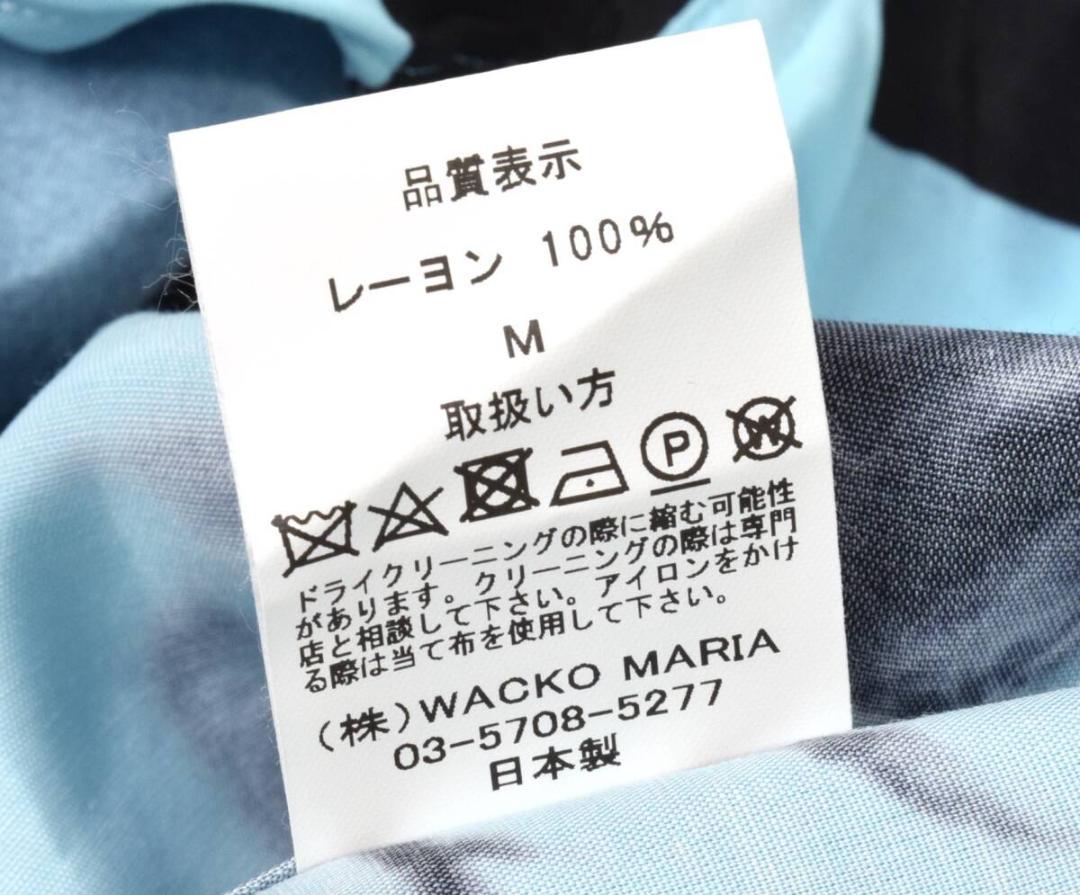 品質表示
レーヨン 100%
M
取扱い方
P W
ドライクリーニングの際に縮む可能性
があります。クリーニングの際は専門
店と相談して下さい。アイロンをかけ
る際は当て布を使用して下さい。
(株)WACKO MARIA
03-5708-5277
日本製